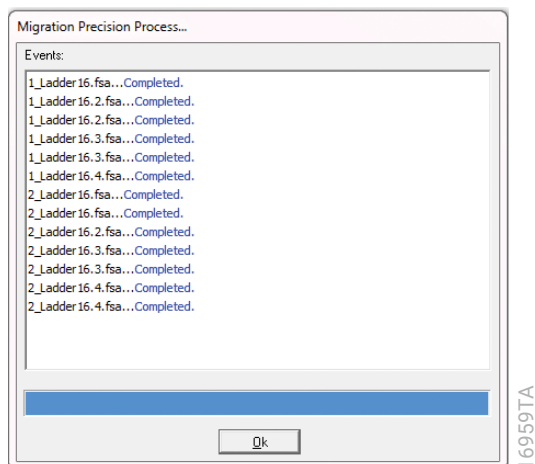 Migration Precision Process...
Events:
1_Ladder16.fsa...Completed.
1_Ladder16.2.fsa...Completed.
1_Ladder16.2.fsa...Completed.
1_Ladder16.3.fsa...Completed.
1_Ladder16.3.fsa...Completed.
1_Ladder16.4.fsa...Completed.
2_Ladder16.fsa...Completed.
2_Ladder16.fsa...Completed.
2_Ladder16.2.fsa...Completed.
2_Ladder16.3.fsa...Completed.
2_Ladder16.3.fsa...Completed.
2_Ladder16.4.fsa...Completed.
2_Ladder16.4.fsa...Completed.
Ok
16959TA